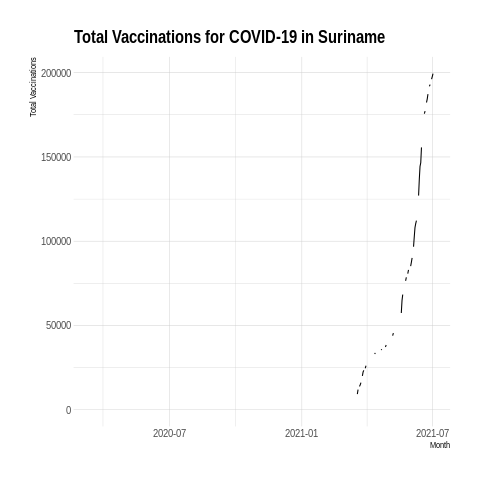 Total Vaccinations for COVID-19 in Suriname
Total Vaccinations
200000
150000
100000
50000
0
2020-07 2021-01 2021-07
Month